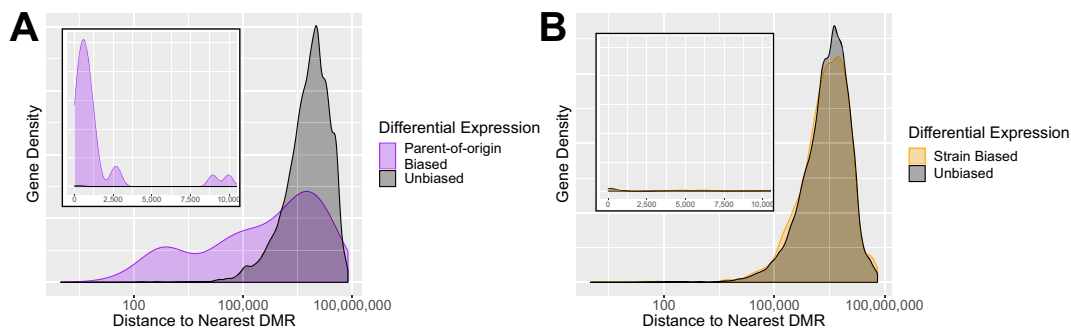 A
Gene Density
0 2,500 5,000 7,500 10,000
100 100,000 100,000,000
Distance to Nearest DMR
Differential Expression
Parent-of-origin
Biased
Unbiased
B
Gene Density
0 2,500 5,000 7,500 10,000
100 100,000 100,000,000
Distance to Nearest DMR
Differential Expression
Strain Biased
Unbiased